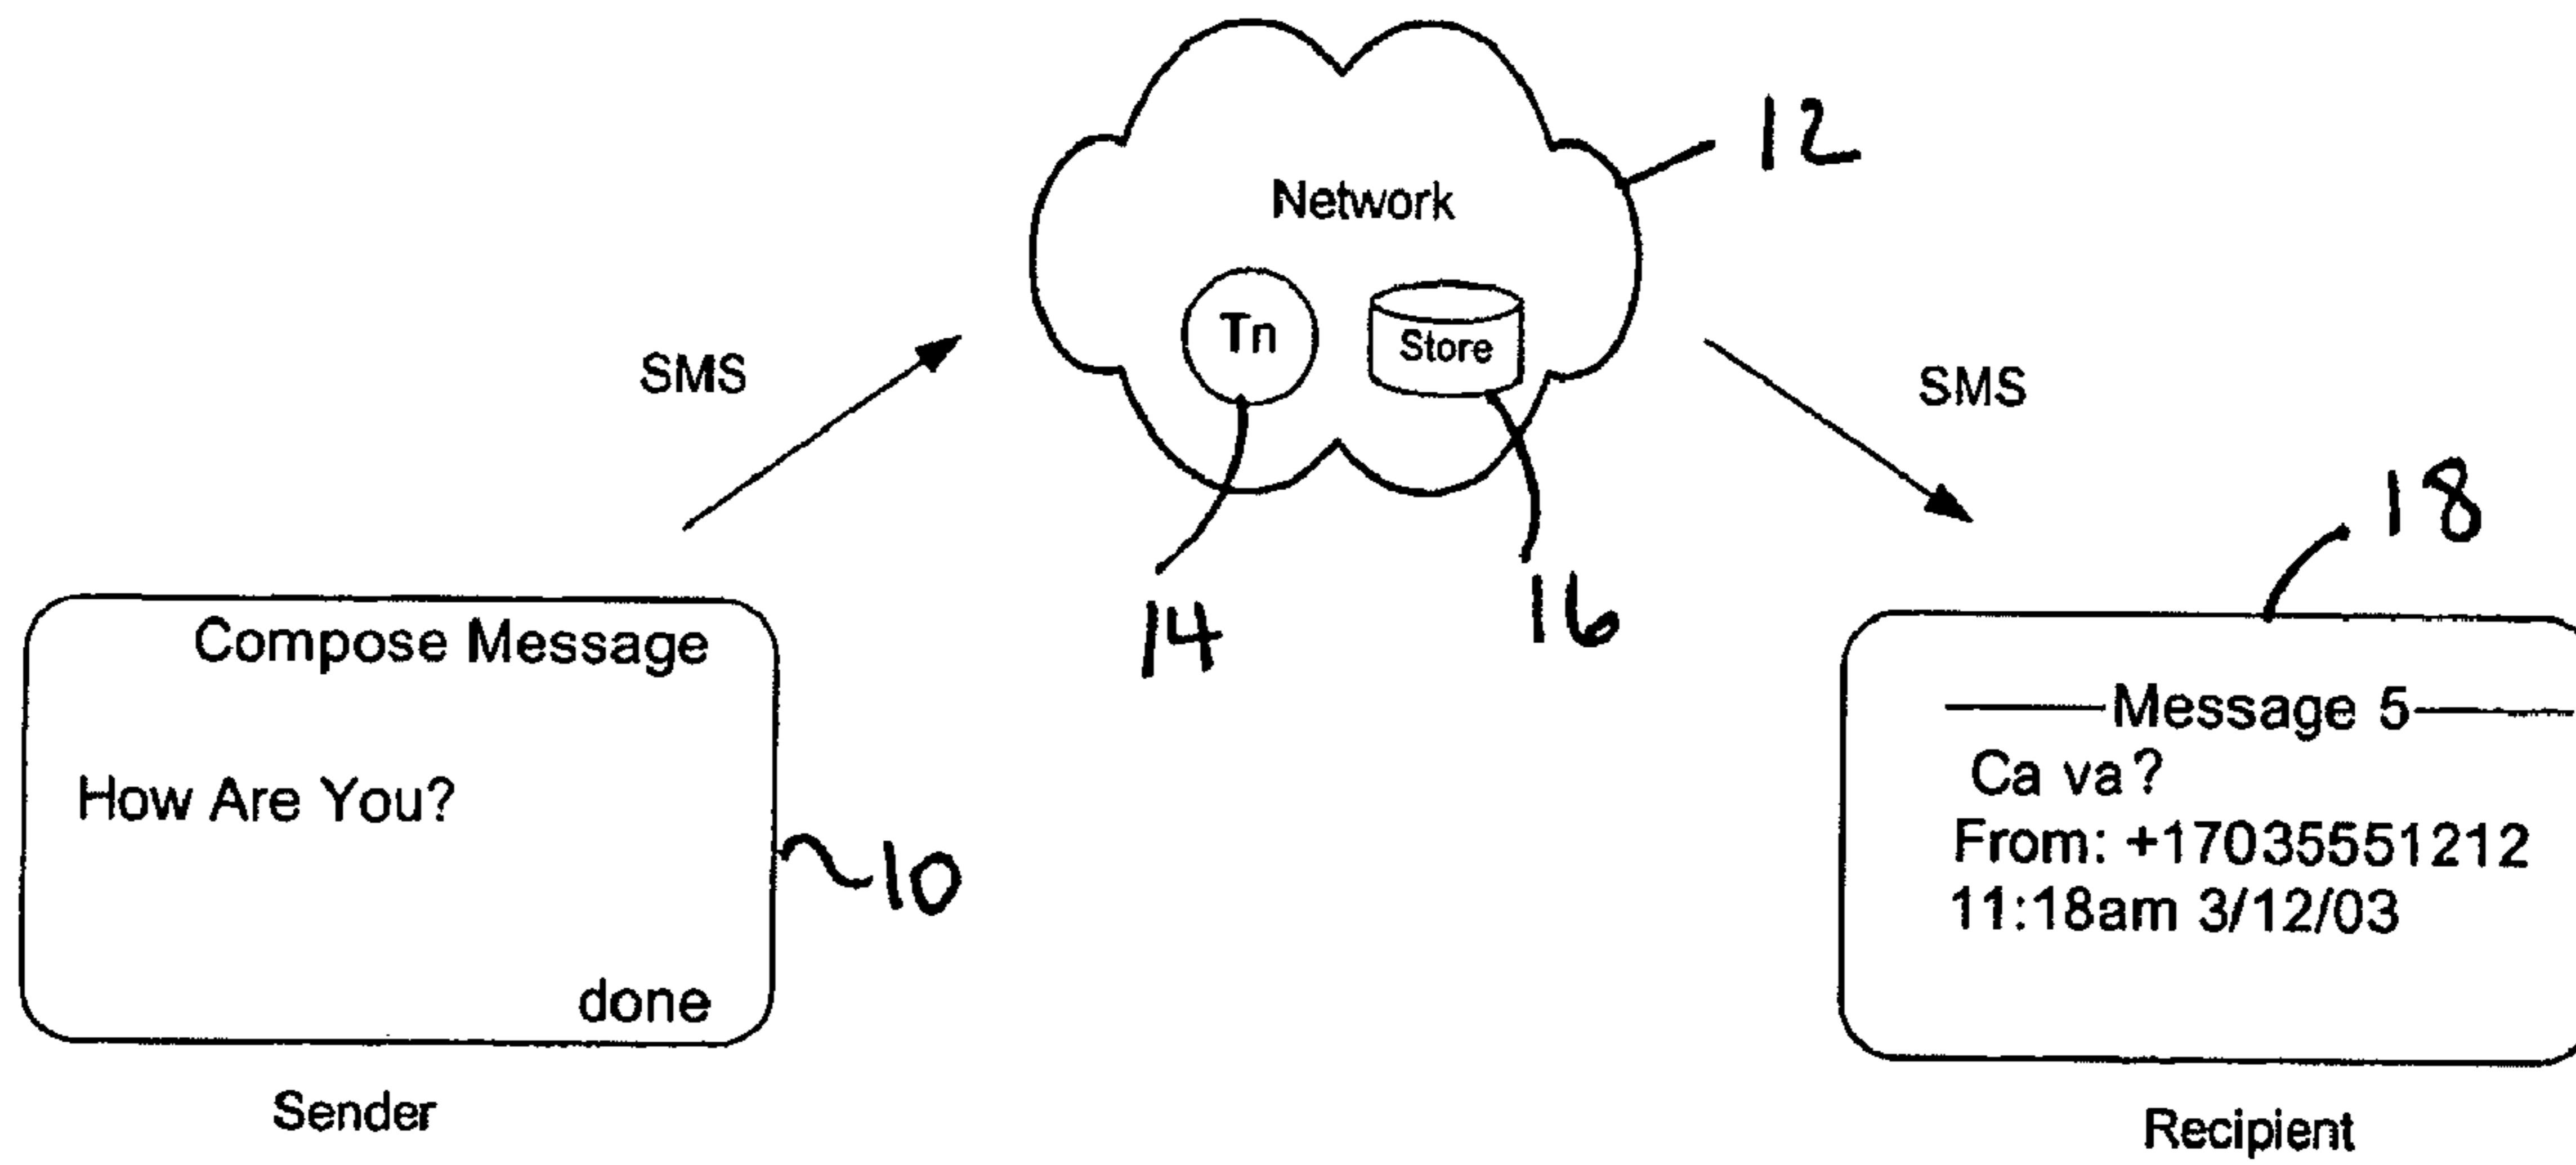 12
Network
Tn
Store
SMS
SMS
14
16
18
Compose Message
How Are You?
done
10
Sender
Message 5
Ca va?
From: +17035551212
11:18am 3/12/03
Recipient